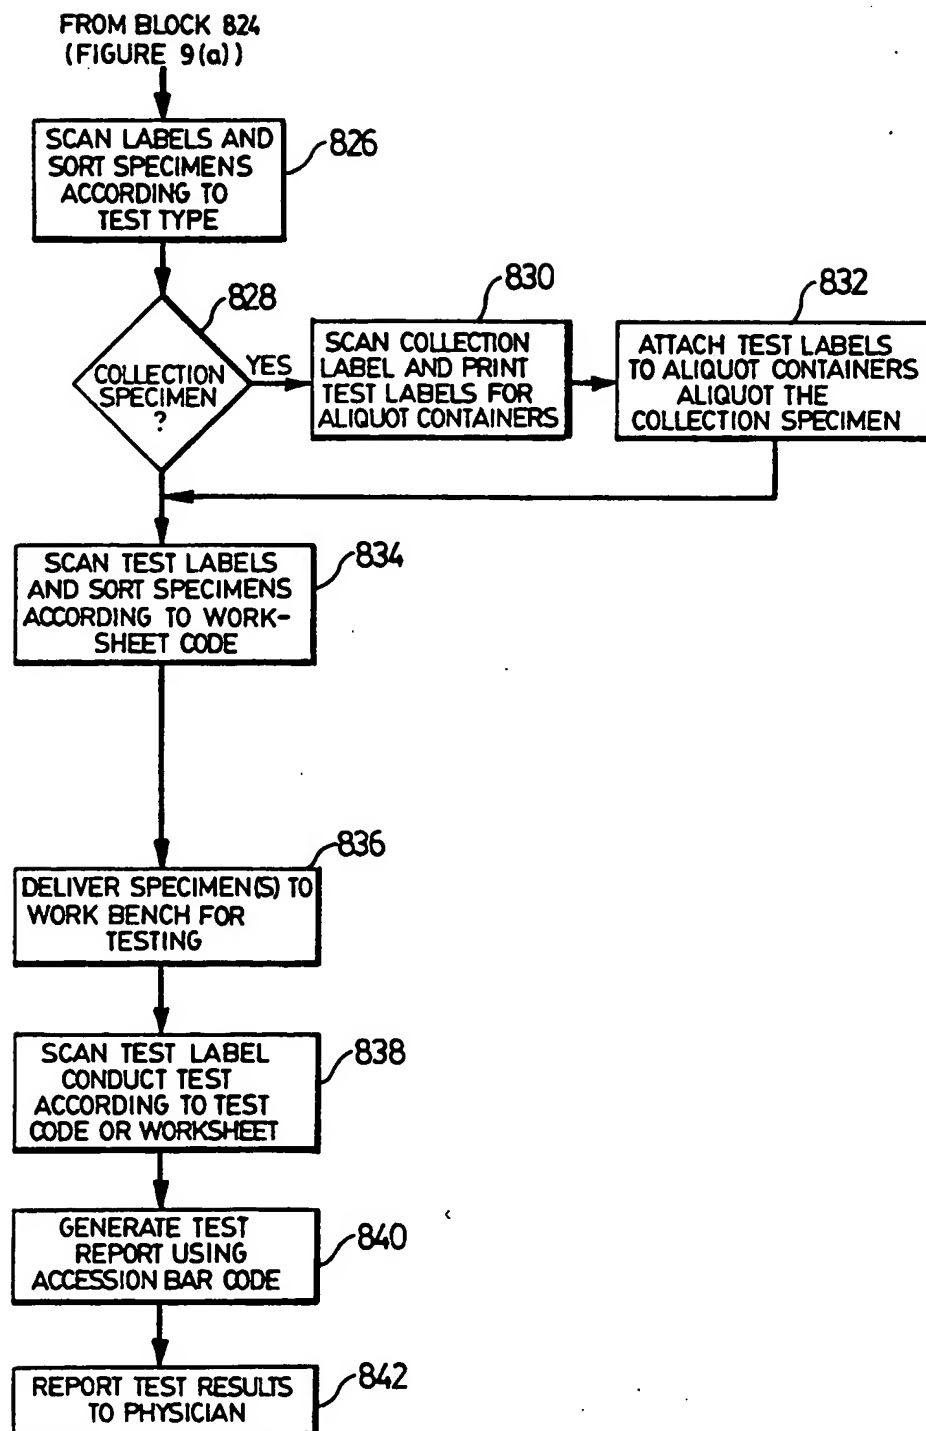 FROM BLOCK 824
(FIGURE 9(a))
SCAN LABELS AND
SORT SPECIMENS
ACCORDING TO
TEST TYPE
826
828
COLLECTION
SPECIMEN
?
YES
830
SCAN COLLECTION
LABEL AND PRINT
TEST LABELS FOR
ALIQUOT CONTAINERS
832
ATTACH TEST LABELS
TO ALIQUOT CONTAINERS
ALIQUOT THE
COLLECTION SPECIMEN
SCAN TEST LABELS
AND SORT SPECIMENS
ACCORDING TO WORK-
SHEET CODE
834
836
DELIVER SPECIMEN(S) TO
WORK BENCH FOR
TESTING
SCAN TEST LABEL
CONDUCT TEST
ACCORDING TO TEST
CODE OR WORKSHEET
838
GENERATE TEST
REPORT USING
ACCESSION BAR CODE
840
REPORT TEST RESULTS
TO PHYSICIAN
842